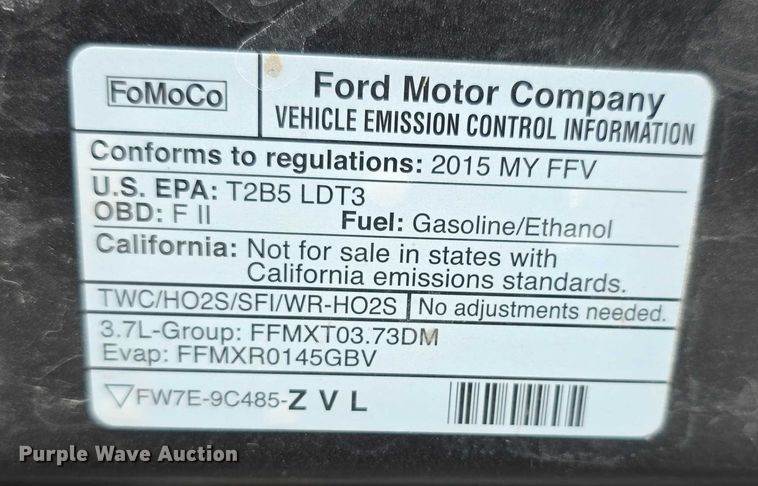 FoMoCo
Ford Motor Company
VEHICLE EMISSION CONTROL INFORMATION
Conforms to regulations: 2015 MY FFV
U.S. EPA: T2B5 LDT3
OBD: F II Fuel: Gasoline/Ethanol
California: Not for sale in states with
California emissions standards.
TWC/HO2S/SFI/WR-HO2S No adjustments needed.
3.7L-Group: FFMXT03.73DM
Evap: FFMXR0145GBV
FW7E-9C485-Z V L
Purple Wave Auction